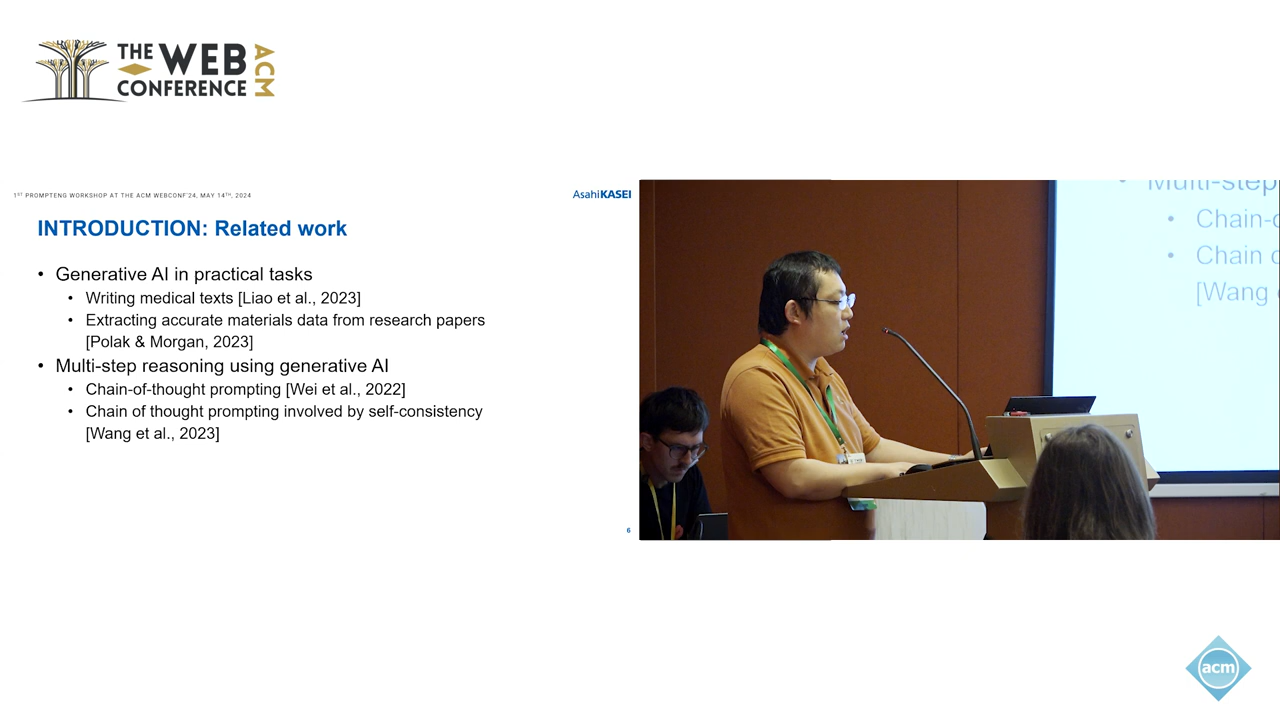 THE WEB
CONFERENCE
ACM
1ST PROMPTENG WORKSHOP AT THE ACM WEBCONF'24, MAY 14TH, 2024
AsahiKASEI
INTRODUCTION: Related work
• Generative AI in practical tasks
• Writing medical texts [Liao et al., 2023]
• Extracting accurate materials data from research papers
[Polak & Morgan, 2023]
• Multi-step reasoning using generative AI
• Chain-of-thought prompting [Wei et al., 2022]
• Chain of thought prompting involved by self-consistency
[Wang et al., 2023]
6
• Multi-step
• Chain-
• Chain
[Wang
acm